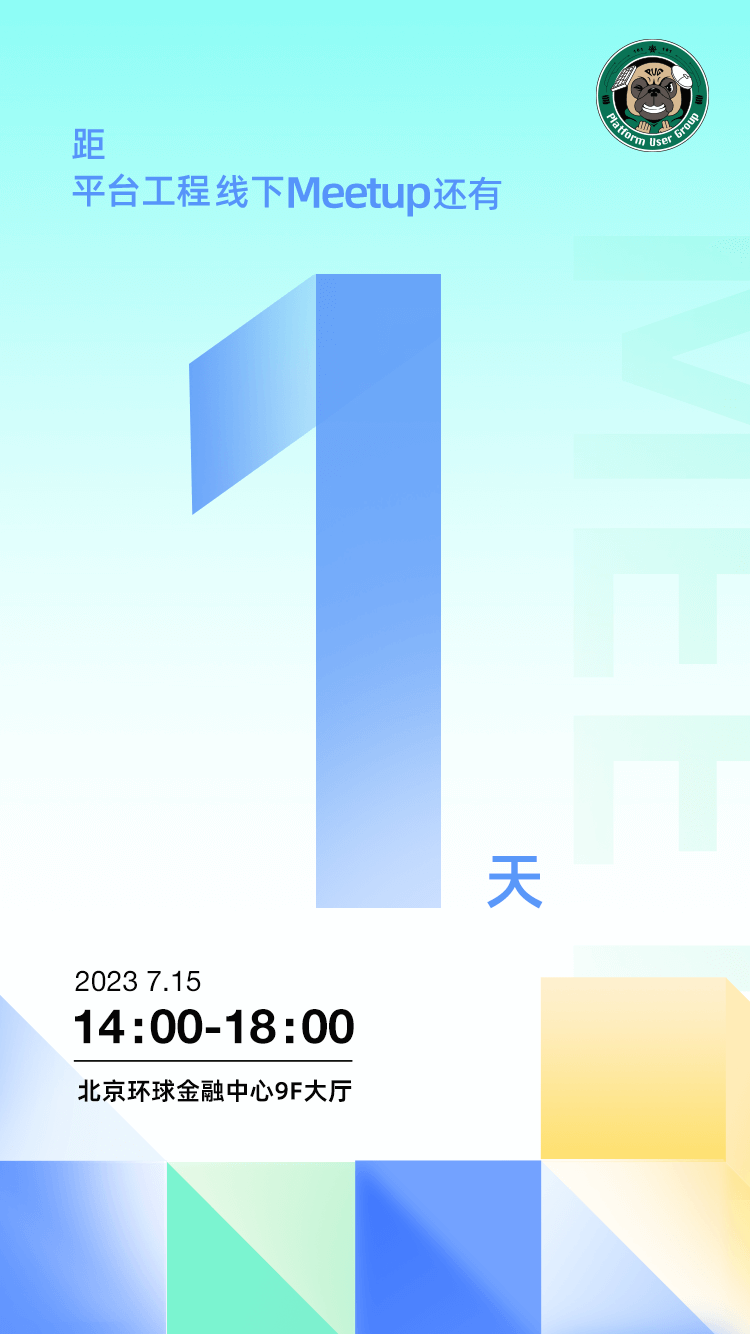 PUG
Platform User Group
距
平台工程线下Meetup还有
1
天
MEE
2023 7.15
14:00-18:00
北京环球金融中心9F大厅